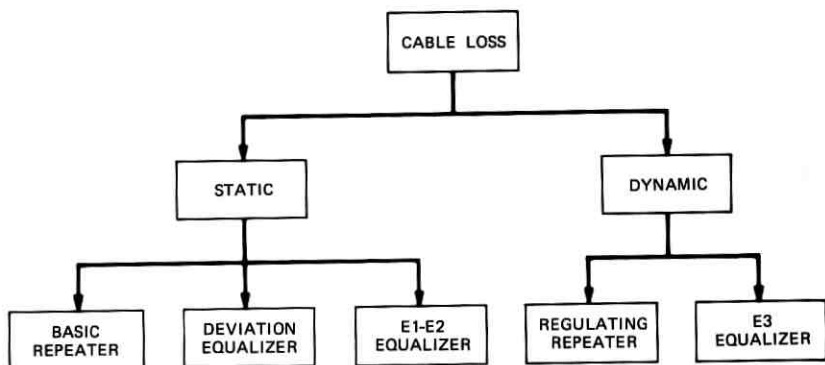 CABLE LOSS
STATIC
DYNAMIC
BASIC
REPEATER
DEVIATION
EQUALIZER
E1-E2
EQUALIZER
REGULATING
REPEATER
E3
EQUALIZER